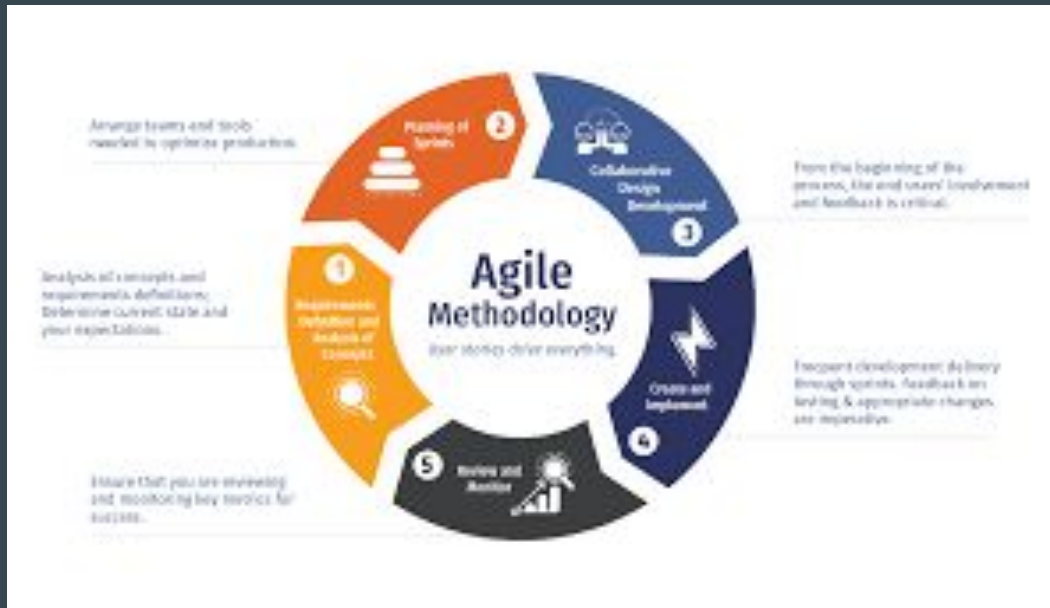 Agile
Methodology
User stories drive everything.
1
Requirements
Definition and
Analysis of
Concepts
Analysis of concepts and
requirements definitions;
Determine current state and
your expectations.
2
Planning of
Sprints
Arrange teams and tools
needed to optimize production.
3
Collaborative
Design
Development
From the beginning of the
process, the end users' involvement
and feedback is critical.
4
Create and
Implement
Frequent development delivery
through sprints. Feedback on
testing & appropriate changes
are imperative.
5
Review and
Monitor
Ensure that you are reviewing
and monitoring key metrics for
success.